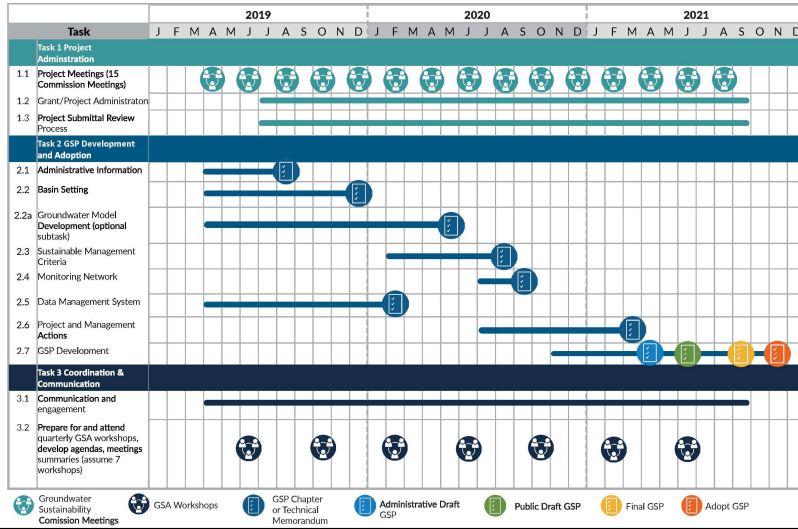 2019 2020 2021
Task J F M A M J J A S O N D J F M A M J J A S O N D J F M A M J J A S O N D
Task 1 Project
Adminstration
1.1 Project Meetings (15
Commission Meetings)
1.2 Grant/Project Administraton
1.3 Project Submittal Review
Process
Task 2 GSP Development
and Adoption
2.1 Administrative Information
2.2 Basin Setting
2.2a Groundwater Model
Development (optional
subtask)
2.3 Sustainable Management
Criteria
2.4 Monitoring Network
2.5 Data Management System
2.6 Project and Management
Actions
2.7 GSP Development
Task 3 Coordination &
Communication
3.1 Communication and
engagement
3.2 Prepare for and attend
quarterly GSA workshops,
develop agendas, meetings
summaries (assume 7
workshops)
Groundwater
Sustainability
Comission Meetings
GSA Workshops
GSP Chapter
or Technical
Memorandum
Administrative Draft
GSP
Public Draft GSP
Final GSP
Adopt GSP